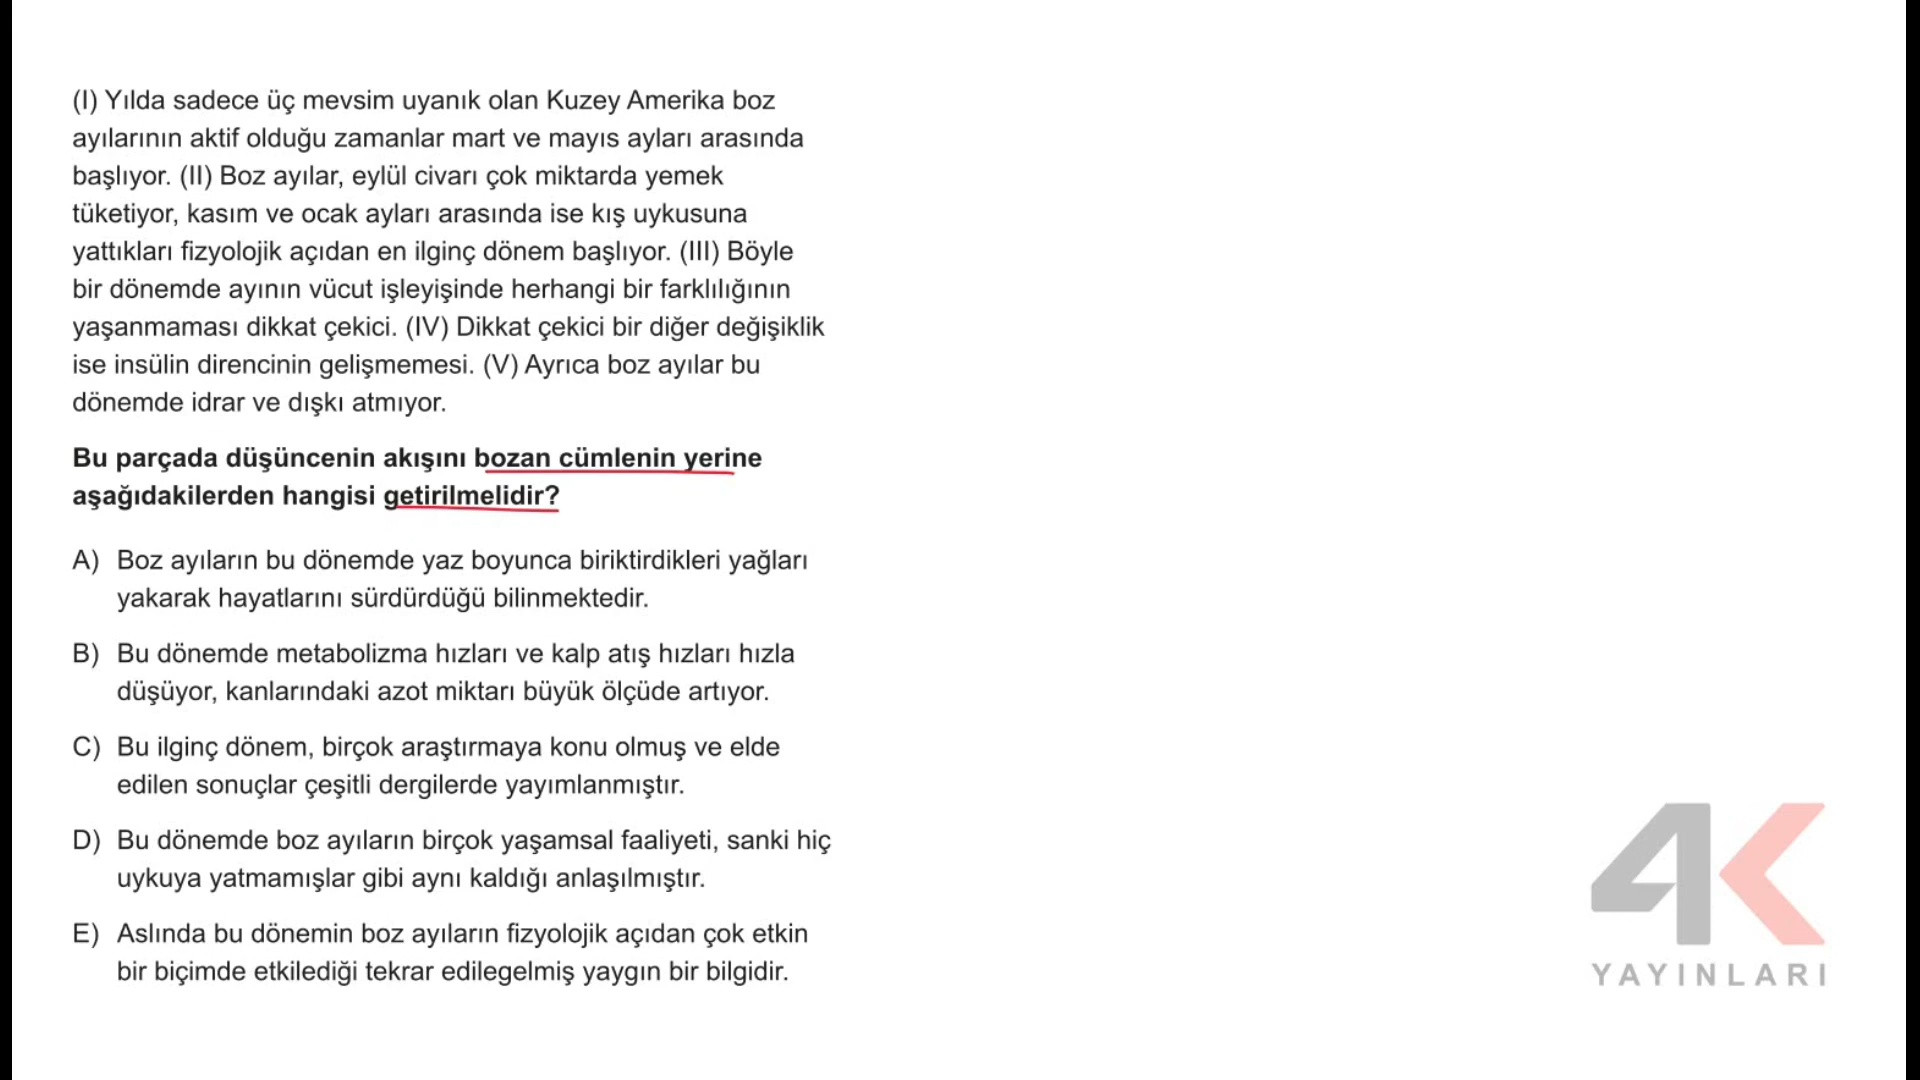 (I) Yılda sadece üç mevsim uyanık olan Kuzey Amerika boz
ayılarının aktif olduğu zamanlar mart ve mayıs ayları arasında
başlıyor. (II) Boz ayılar, eylül civarı çok miktarda yemek
tüketiyor, kasım ve ocak ayları arasında ise kış uykusuna
yattıkları fizyolojik açıdan en ilginç dönem başlıyor. (III) Böyle
bir dönemde ayının vücut işleyişinde herhangi bir farklılığının
yaşanmaması dikkat çekici. (IV) Dikkat çekici bir diğer değişiklik
ise insülin direncinin gelişmemesi. (V) Ayrıca boz ayılar bu
dönemde idrar ve dışkı atmıyor.
Bu parçada düşüncenin akışını bozan cümlenin yerine
aşağıdakilerden hangisi getirilmelidir?
A) Boz ayıların bu dönemde yaz boyunca biriktirdikleri yağları
yakarak hayatlarını sürdürdüğü bilinmektedir.
B) Bu dönemde metabolizma hızları ve kalp atış hızları hızla
düşüyor, kanlarındaki azot miktarı büyük ölçüde artıyor.
C) Bu ilginç dönem, birçok araştırmaya konu olmuş ve elde
edilen sonuçlar çeşitli dergilerde yayımlanmıştır.
D) Bu dönemde boz ayıların birçok yaşamsal faaliyeti, sanki hiç
uykuya yatmamışlar gibi aynı kaldığı anlaşılmıştır.
E) Aslında bu dönemin boz ayıların fizyolojik açıdan çok etkin
bir biçimde etkilediği tekrar edilegelmiş yaygın bir bilgidir.
4K
YAYINLARI